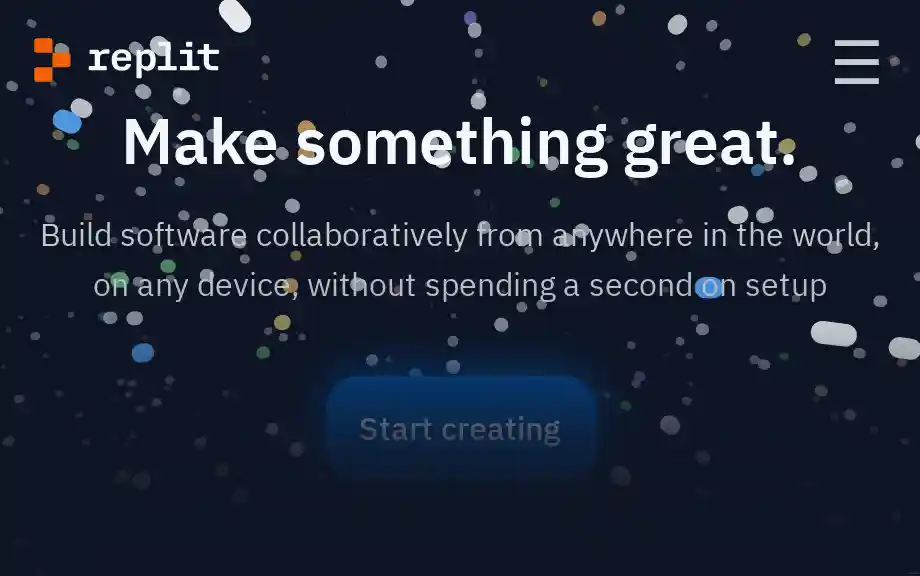 replit
Make something great.
Build software collaboratively from anywhere in the world,
on any device, without spending a second on setup
Start creating